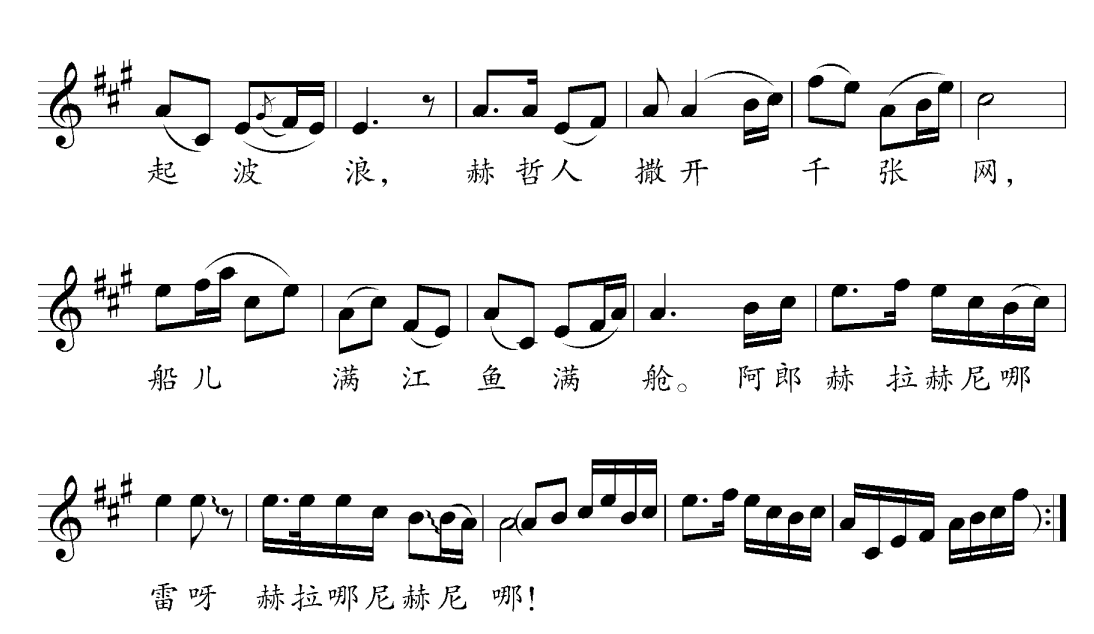 起 波 浪， 赫 哲 人 撒 开 千 张 网，
船 儿 满 江 鱼 满 舱。 阿 郎 赫 拉 赫 尼 哪
雷 呀 赫 拉 哪 尼 赫 尼 哪！